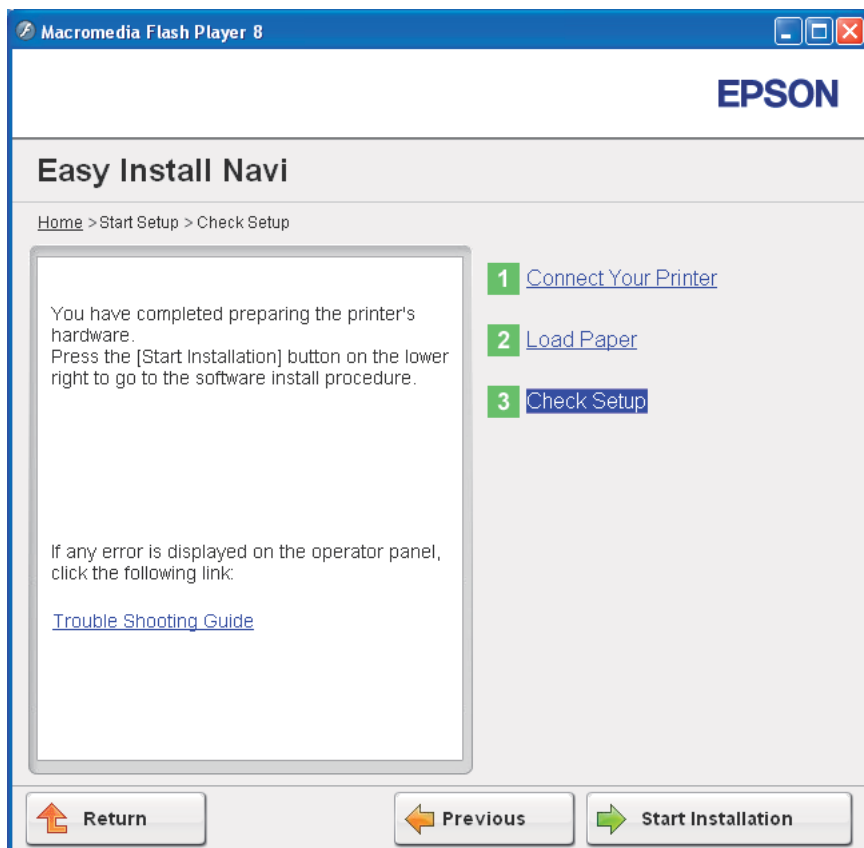 Macromedia Flash Player 8
EPSON
Easy Install Navi
Home > Start Setup > Check Setup
You have completed preparing the printer's
hardware.
Press the [Start Installation] button on the lower
right to go to the software install procedure.
If any error is displayed on the operator panel,
click the following link:
Trouble Shooting Guide
1 Connect Your Printer
2 Load Paper
3 Check Setup
Return
Previous
Start Installation